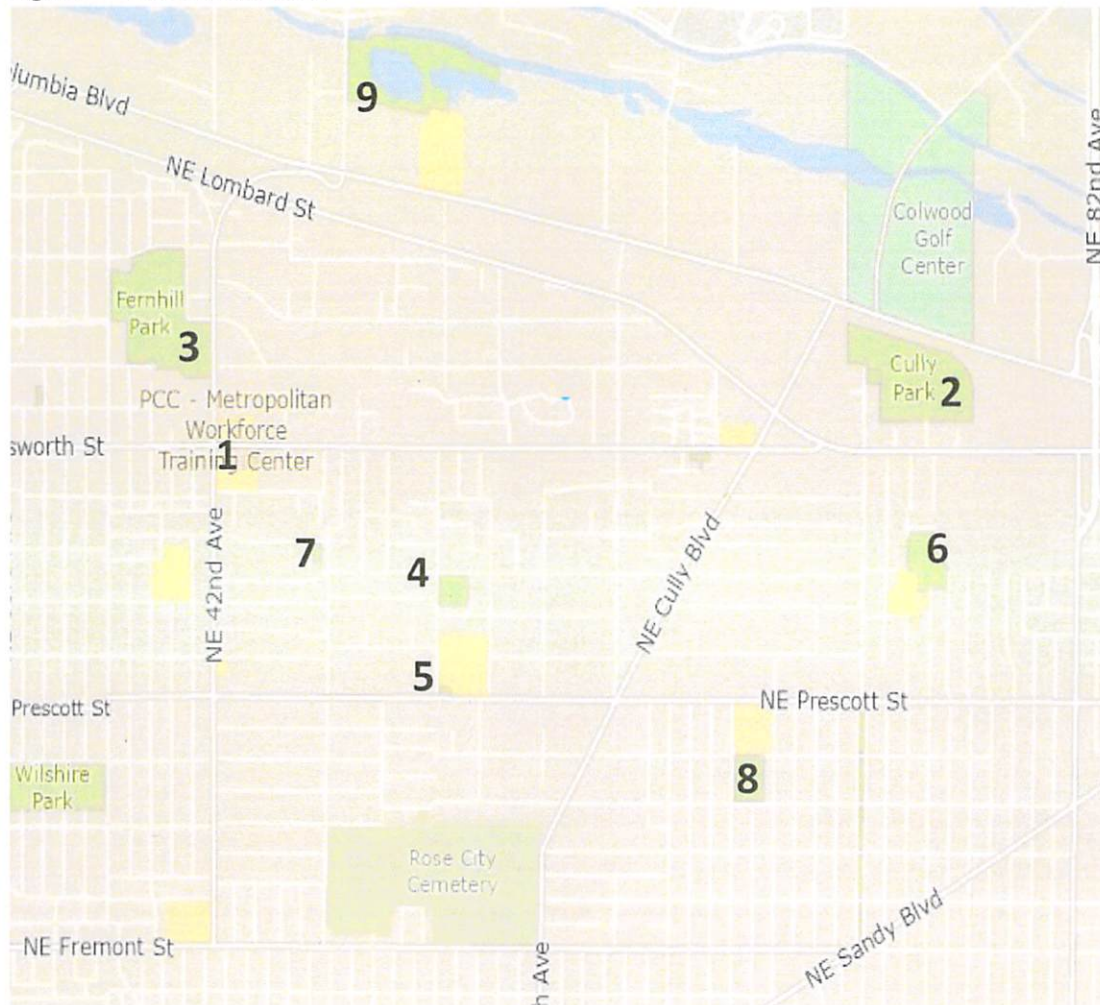 9
lumbia Blvd
NE Lombard St
NE 82nd Ave
Colwood
Golf
Center
Fernhill
Park
3
Cully
Park 2
PCC - Metropolitan
Workforce
Training Center
1
sworth St
NE 42nd Ave
7
4
6
NE Cully Blvd
5
Prescott St
NE Prescott St
Wilshire
Park
8
Rose City
Cemetery
NE Fremont St
h Ave
NE Sandy Blvd